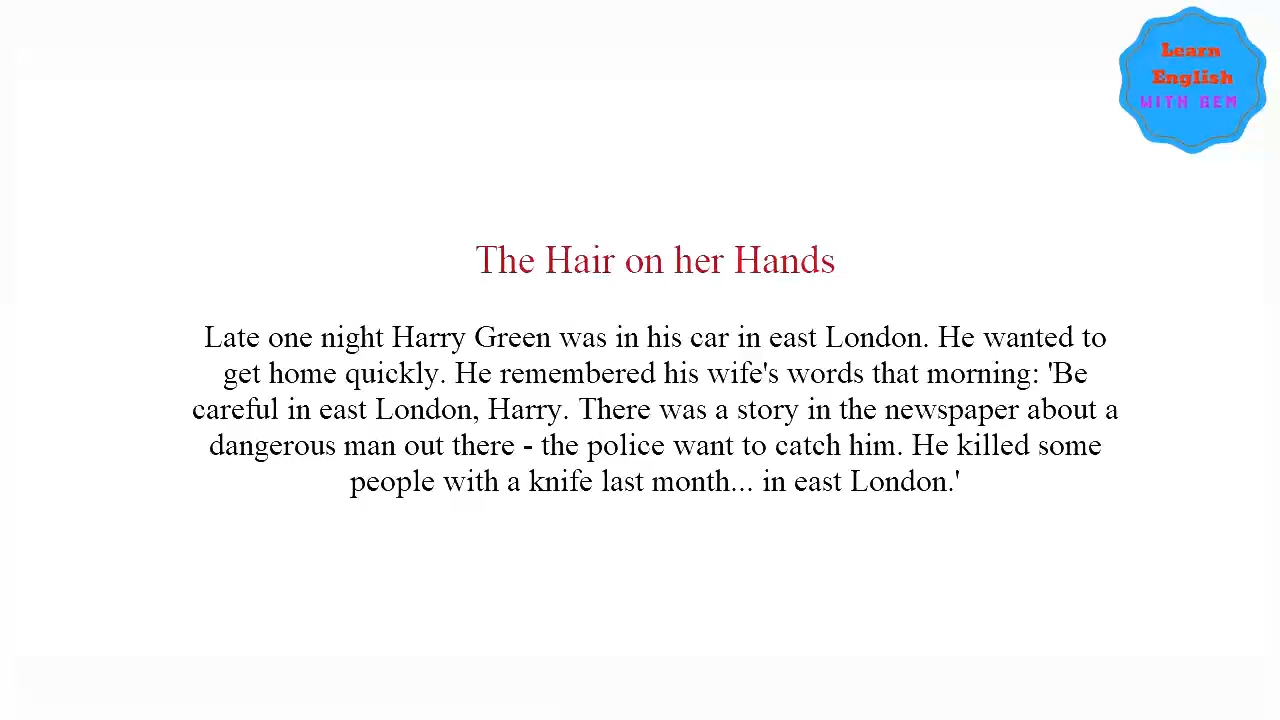 Learn
English
WITH GEM
The Hair on her Hands
Late one night Harry Green was in his car in east London. He wanted to
get home quickly. He remembered his wife's words that morning: 'Be
careful in east London, Harry. There was a story in the newspaper about a
dangerous man out there - the police want to catch him. He killed some
people with a knife last month... in east London.'